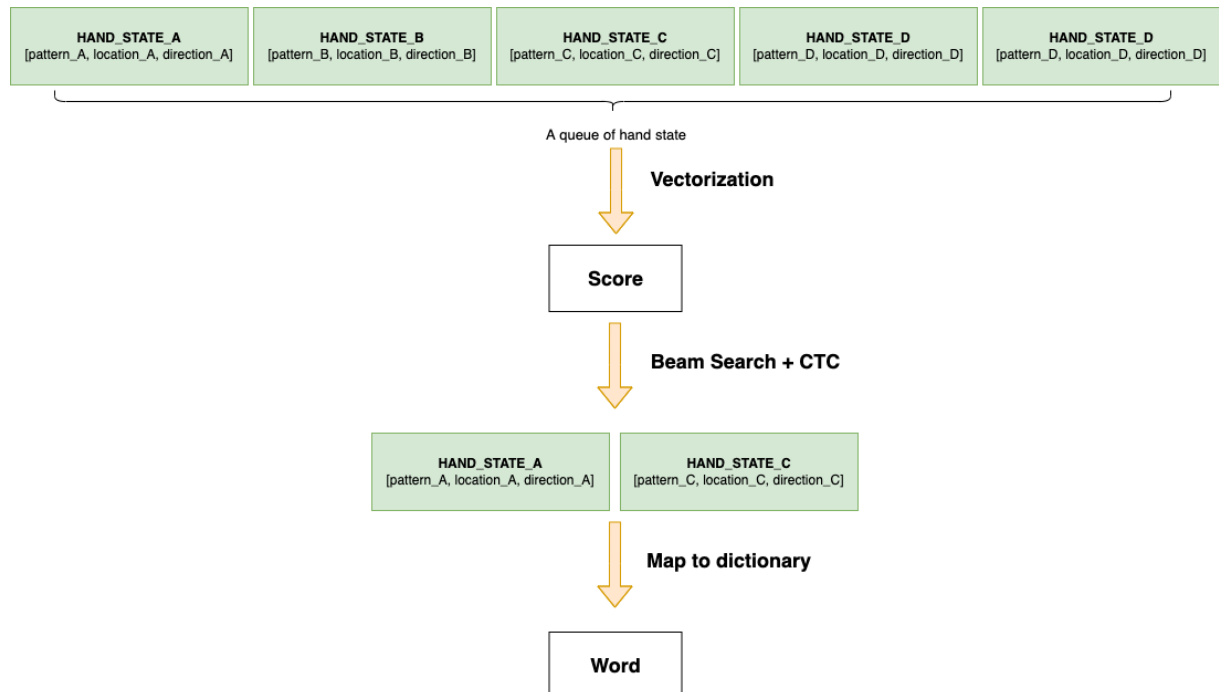 HAND_STATE_A
[pattern_A, location_A, direction_A]
HAND_STATE_B
[pattern_B, location_B, direction_B]
HAND_STATE_C
[pattern_C, location_C, direction_C]
HAND_STATE_D
[pattern_D, location_D, direction_D]
HAND_STATE_D
[pattern_D, location_D, direction_D]
A queue of hand state
Vectorization
Score
Beam Search + CTC
HAND_STATE_A
[pattern_A, location_A, direction_A]
HAND_STATE_C
[pattern_C, location_C, direction_C]
Map to dictionary
Word